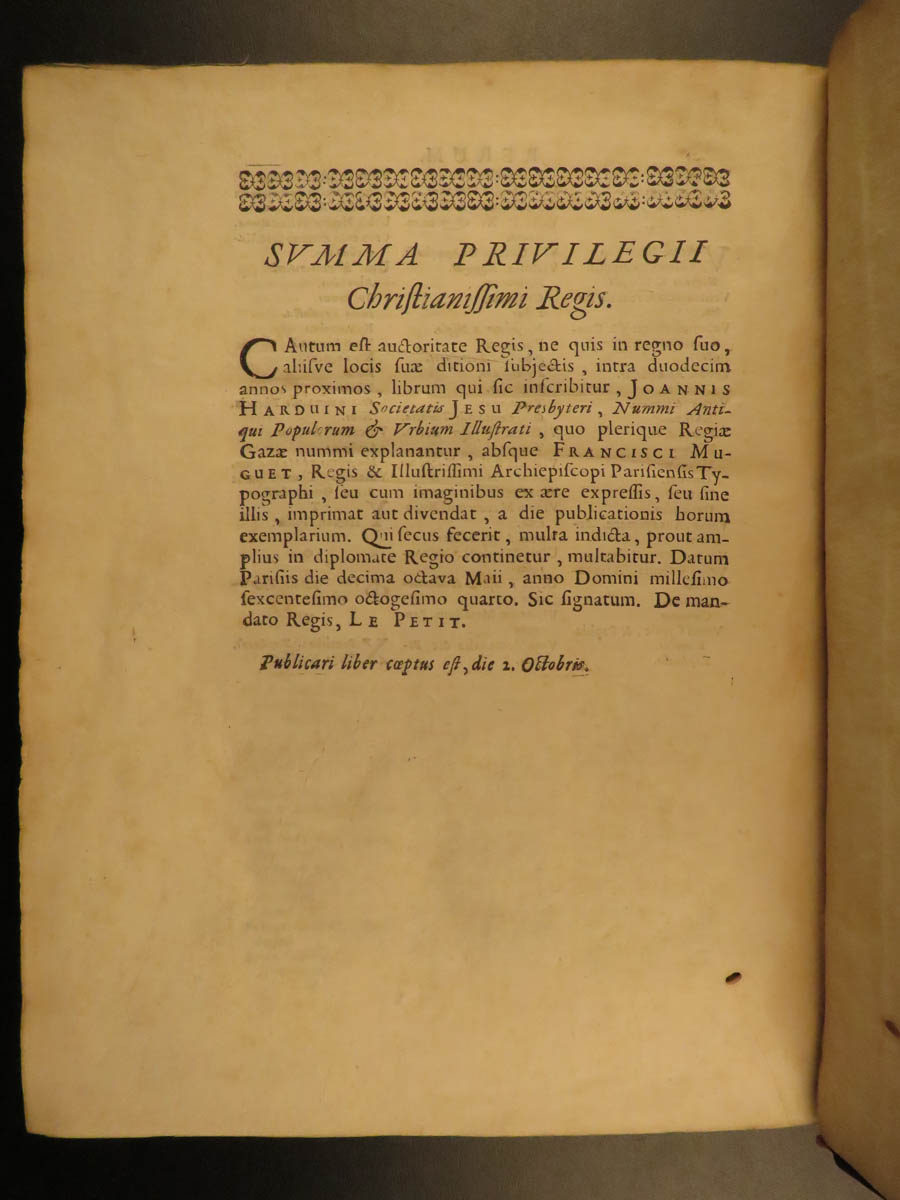 SVMMA PRIVILEGII
Chriſtianiſſimi Regis.
CAutum eſt auctoritate Regis, ne quis in regno ſuo,
aliiſve locis ſuæ ditioni ſubjectis, intra duodecim
annos proximos, librum qui ſic inſcribitur, JOANNIS
HARDUINI Societatis JESU Presbyteri, Nummi Anti-
qui Populorum & Vrbium Illuſtrati, quo plerique Regiæ
Gazæ nummi explanantur, abſque FRANCISCI MU-
GUET, Regis & Illuſtriſſimi Archiepiſcopi Pariſienſis Ty-
pographi, ſeu cum imaginibus ex ære expreſſis, ſeu ſine
illis, imprimat aut divendat, a die publicationis horum
exemplarium. Qui ſecus fecerit, multa indicta, prout am-
plius in diplomate Regio continetur, multabitur. Datum
Pariſiis die decima octava Maii, anno Domini milleſimo
ſexcenteſimo octogeſimo quarto. Sic ſignatum. De man-
dato Regis, LE PETIT.
Publicari liber cœptus eſt, die 2. Octobris.